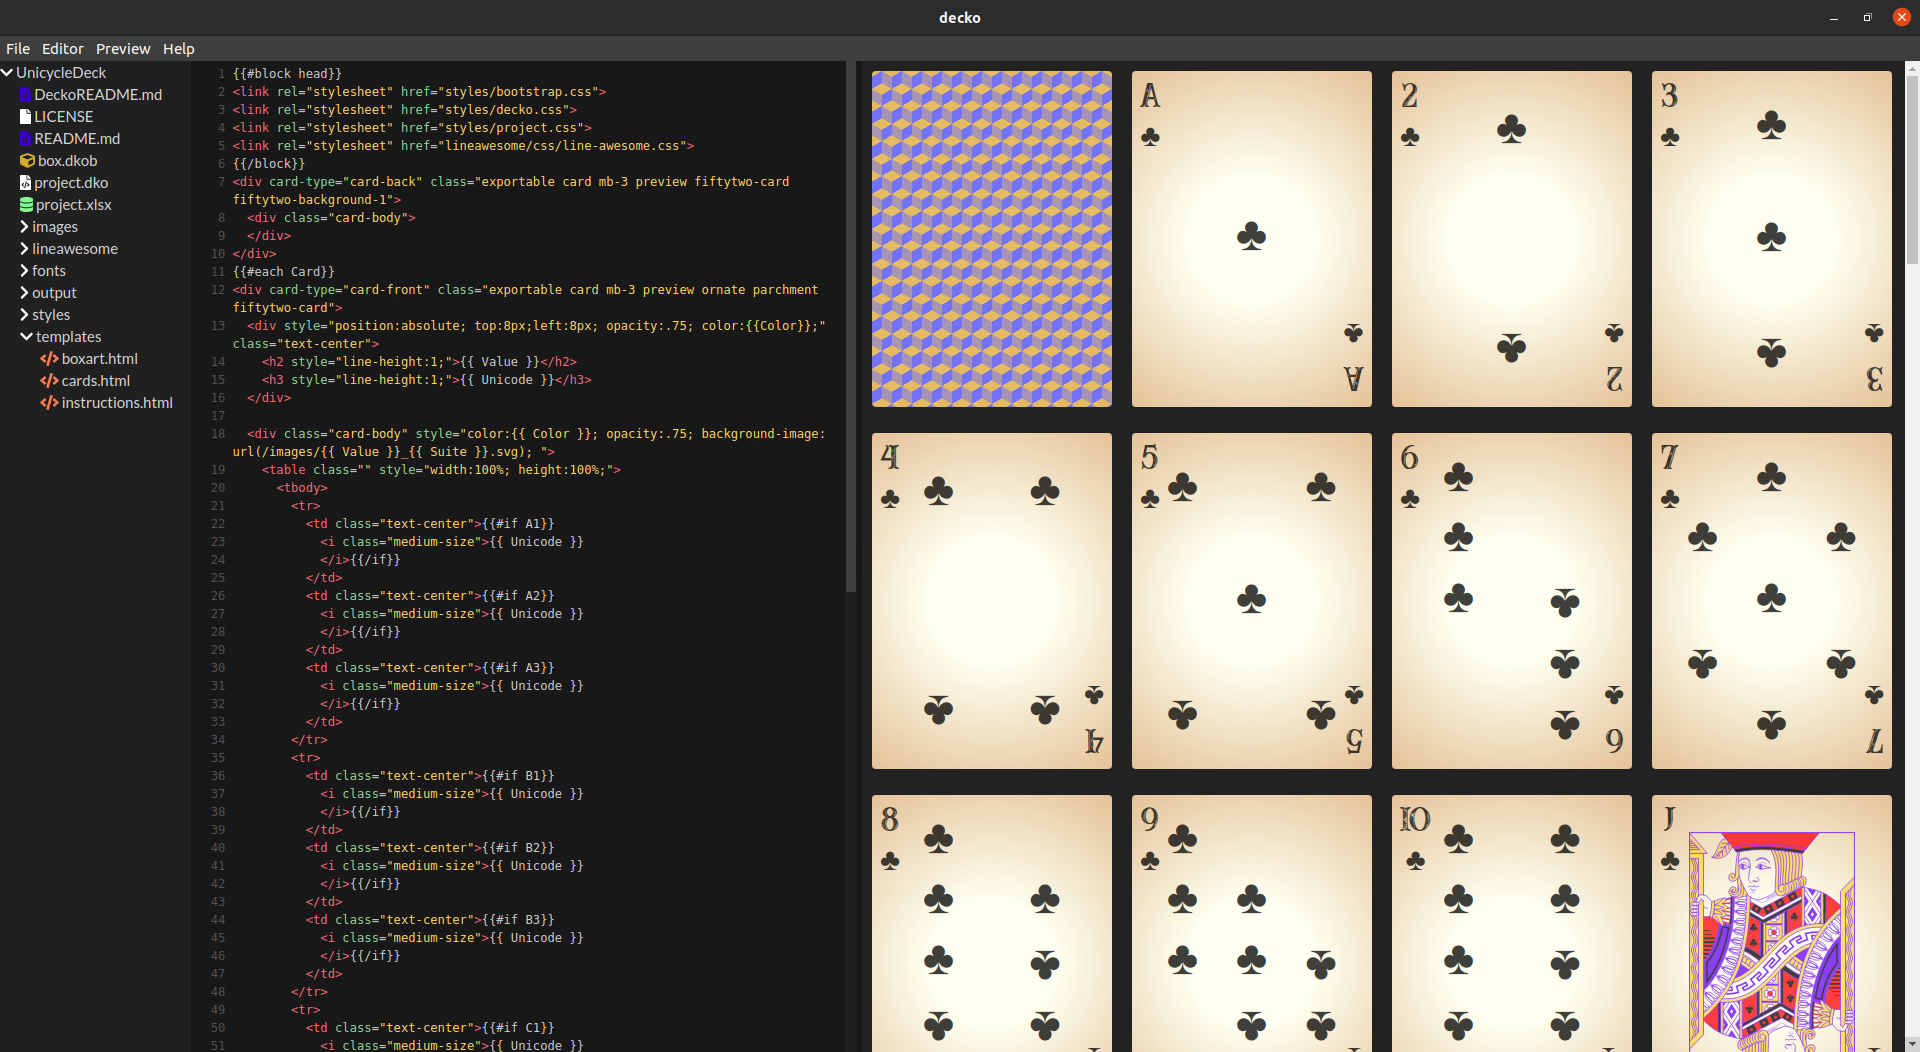 decko
File Editor Preview Help
UnicycleDeck
DeckoREADME.md
LICENSE
README.md
box.dkob
project.dko
project.xlsx
images
lineawesome
fonts
output
styles
templates
boxart.html
cards.html
instructions.html
1 {{#block head}}
2 <link rel="stylesheet" href="styles/bootstrap.css">
3 <link rel="stylesheet" href="styles/decko.css">
4 <link rel="stylesheet" href="styles/project.css">
5 <link rel="stylesheet" href="lineawesome/css/line-awesome.css">
6 {{/block}}
7 <div card-type="card-back" class="exportable card mb-3 preview fiftytwo-card
fiftytwo-background-1">
8 <div class="card-body">
9 </div>
10 </div>
11 {{#each Card}}
12 <div card-type="card-front" class="exportable card mb-3 preview ornate parchment
fiftytwo-card">
13 <div style="position:absolute; top:8px;left:8px; opacity:.75; color:{{Color}};"
class="text-center">
14 <h2 style="line-height:1;">{{ Value }}</h2>
15 <h3 style="line-height:1;">{{ Unicode }}</h3>
16 </div>
17
18 <div class="card-body" style="color:{{ Color }}; opacity:.75; background-image:
url(/images/{{ Value }}_{{ Suite }}.svg); ">
19 <table class="" style="width:100%; height:100%;">
20 <tbody>
21 <tr>
22 <td class="text-center">{{#if A1}}
23 <i class="medium-size">{{ Unicode }}
24 </i>{{/if}}
25 </td>
26 <td class="text-center">{{#if A2}}
27 <i class="medium-size">{{ Unicode }}
28 </i>{{/if}}
29 </td>
30 <td class="text-center">{{#if A3}}
31 <i class="medium-size">{{ Unicode }}
32 </i>{{/if}}
33 </td>
34 </tr>
35 <tr>
36 <td class="text-center">{{#if B1}}
37 <i class="medium-size">{{ Unicode }}
38 </i>{{/if}}
39 </td>
40 <td class="text-center">{{#if B2}}
41 <i class="medium-size">{{ Unicode }}
42 </i>{{/if}}
43 </td>
44 <td class="text-center">{{#if B3}}
45 <i class="medium-size">{{ Unicode }}
46 </i>{{/if}}
47 </td>
48 </tr>
49 <tr>
50 <td class="text-center">{{#if C1}}
51 <i class="medium-size">{{ Unicode }}
A
A
2
2
3
3
4
4
5
5
6
6
7
7
8
9
10
J